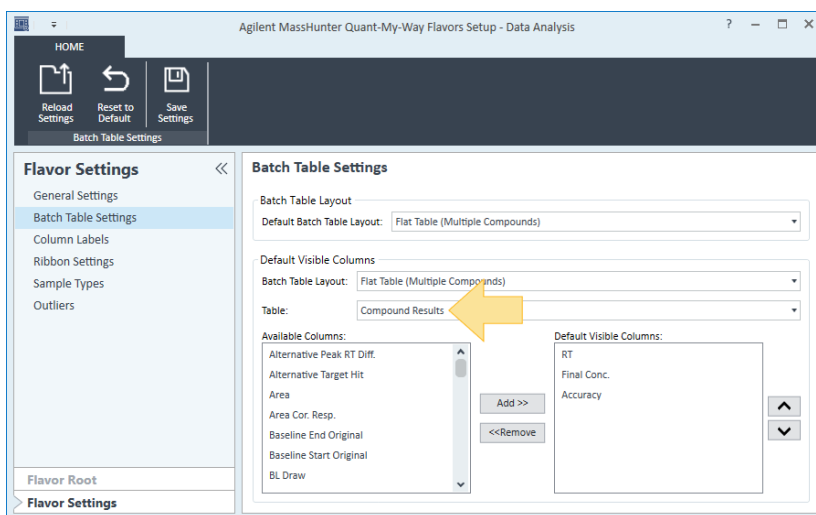 Agilent MassHunter Quant-My-Way Flavors Setup - Data Analysis
HOME
Reload Settings
Reset to Default
Save Settings
Batch Table Settings
Flavor Settings
General Settings
Batch Table Settings
Column Labels
Ribbon Settings
Sample Types
Outliers
Flavor Root
Flavor Settings
Batch Table Settings
Batch Table Layout
Default Batch Table Layout: Flat Table (Multiple Compounds)
Default Visible Columns
Batch Table Layout: Flat Table (Multiple Compounds)
Table: Compound Results
Available Columns:
Alternative Peak RT Diff.
Alternative Target Hit
Area
Area Cor. Resp.
Baseline End Original
Baseline Start Original
BL Draw
Add >>
<<Remove
Default Visible Columns:
RT
Final Conc.
Accuracy